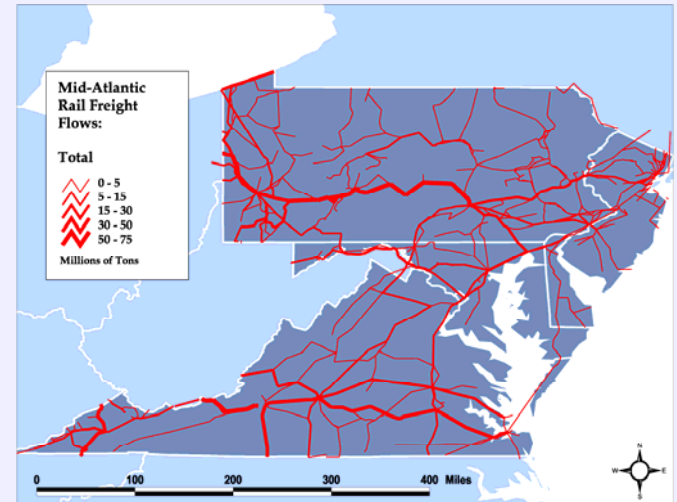 Mid-Atlantic
Rail Freight
Flows:
Total
0 - 5
5 - 15
15 - 30
30 - 50
50 - 75
Millions of Tons
0 100 200 300 400 Miles
N
W E
S